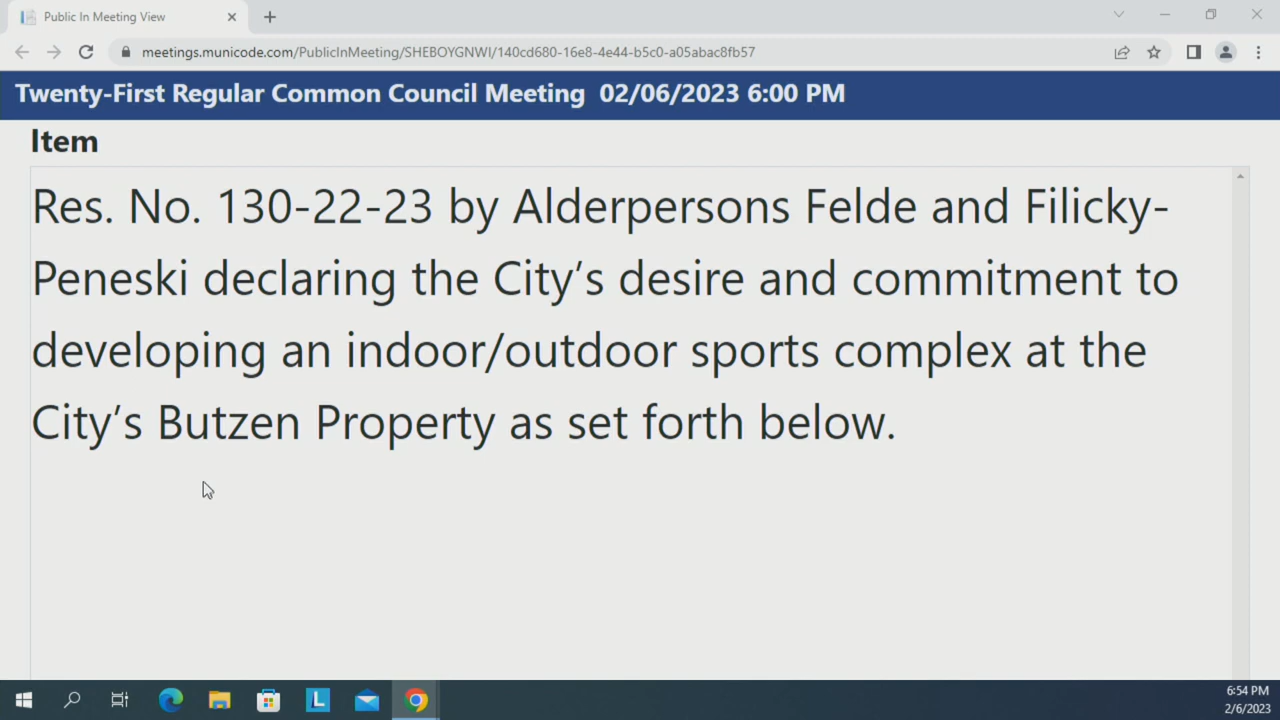 Public In Meeting View
meetings.municode.com/PublicInMeeting/SHEBOYGNWI/140cd680-16e8-4e44-b5c0-a05abac8fb57
Twenty-First Regular Common Council Meeting 02/06/2023 6:00 PM
Item
Res. No. 130-22-23 by Alderpersons Felde and Filicky-
Peneski declaring the City’s desire and commitment to
developing an indoor/outdoor sports complex at the
City’s Butzen Property as set forth below.
L
6:54 PM
2/6/2023